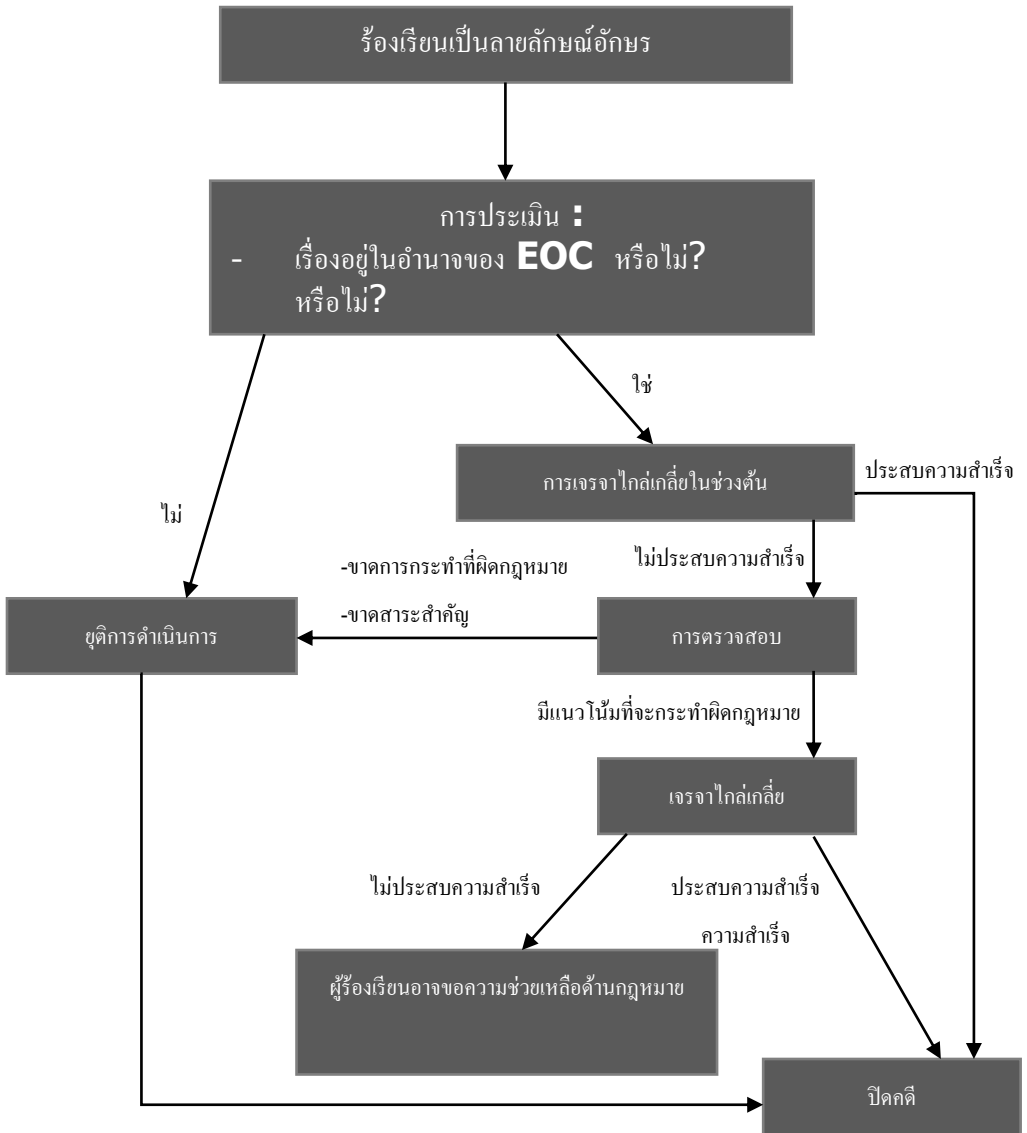 ร้องเรียนเป็นลายลักษณ์อักษร
การประเมิน :
- เรื่องอยู่ในอำนาจของ EOC หรือไม่?
หรือไม่?
ใช่
การเจรจาไกล่เกลี่ยในช่วงต้น
ประสบความสำเร็จ
ไม่
ไม่ประสบความสำเร็จ
-ขาดการกระทำที่ผิดกฎหมาย
-ขาดสาระสำคัญ
ยุติการดำเนินการ
การตรวจสอบ
มีแนวโน้มที่จะกระทำผิดกฎหมาย
เจรจาไกล่เกลี่ย
ไม่ประสบความสำเร็จ
ประสบความสำเร็จ
ความสำเร็จ
ผู้ร้องเรียนอาจขอความช่วยเหลือด้านกฎหมาย
ปิดคดี